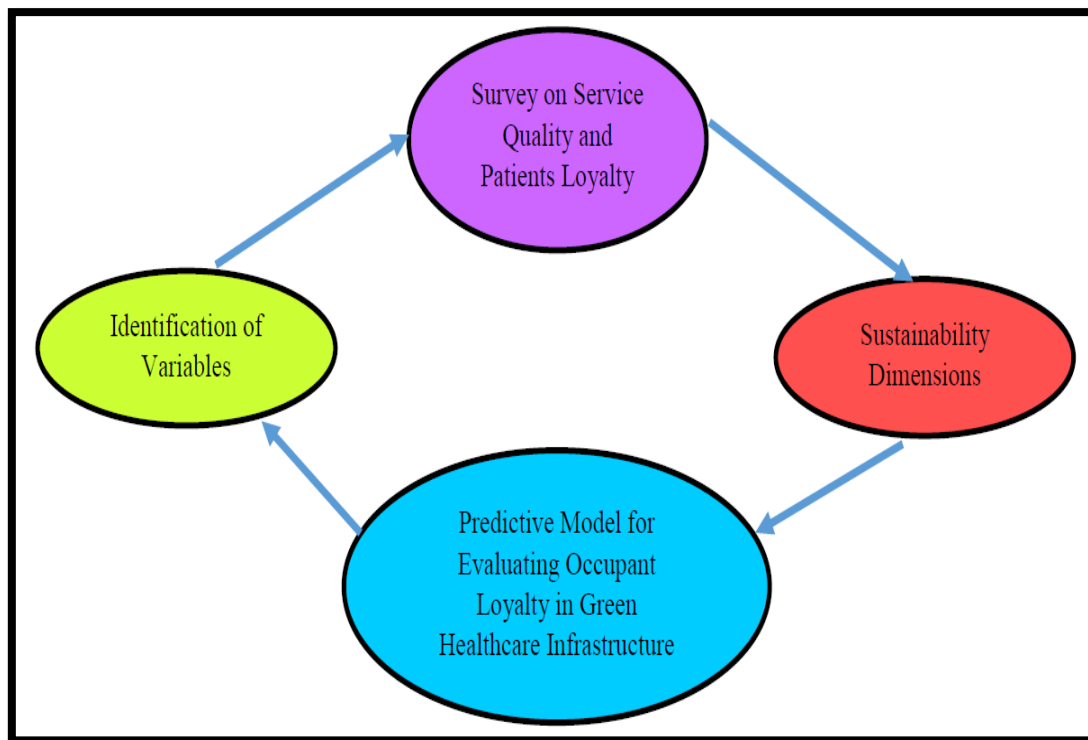 Survey on Service
Quality and
Patients Loyalty
Identification of
Variables
Sustainability
Dimensions
Predictive Model for
Evaluating Occupant
Loyalty in Green
Healthcare Infrastructure